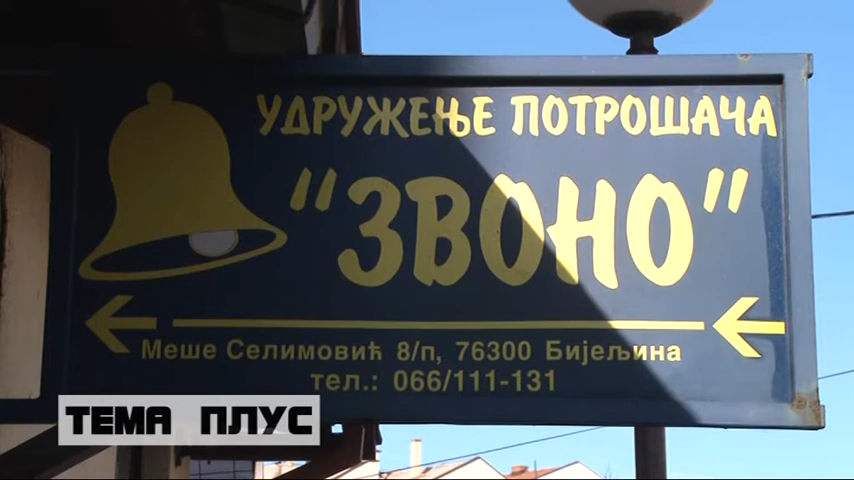 УДРУЖЕЊЕ ПОТРОШАЧА
"ЗВОНО"
Меше Селимовић 8/п, 76300 Бијељина
тел.: 066/111-131
ТЕМА ПЛУС